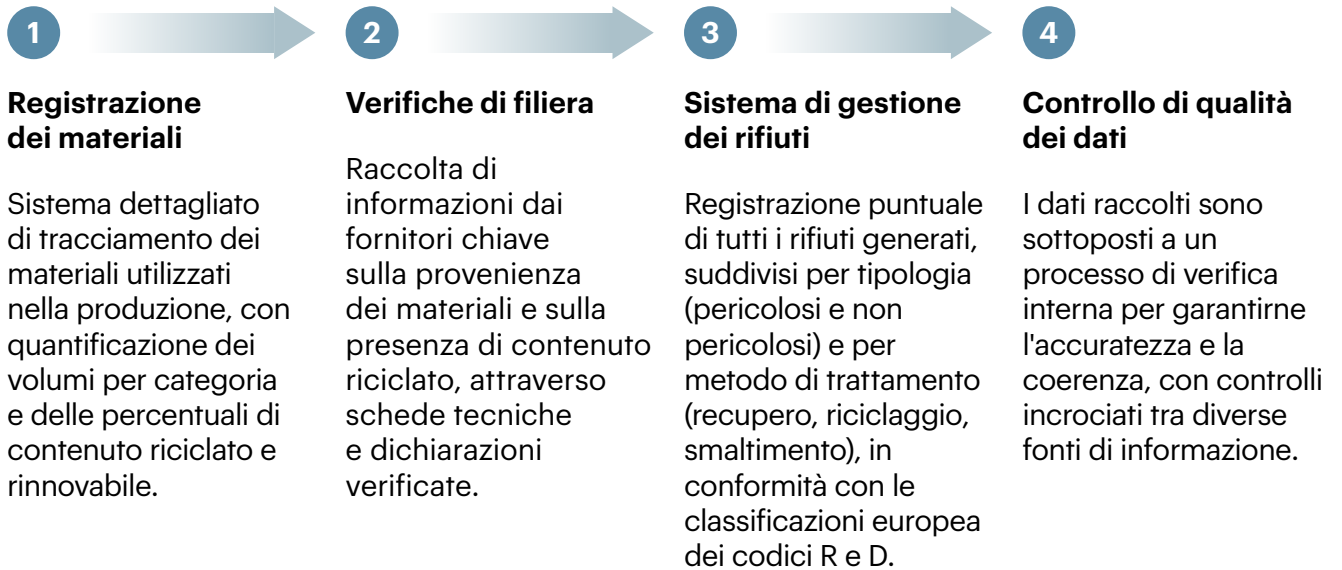 1
Registrazione
dei materiali
Sistema dettagliato
di tracciamento dei
materiali utilizzati
nella produzione, con
quantificazione dei
volumi per categoria
e delle percentuali di
contenuto riciclato e
rinnovabile.
2
Verifiche di filiera
Raccolta di
informazioni dai
fornitori chiave
sulla provenienza
dei materiali e sulla
presenza di contenuto
riciclato, attraverso
schede tecniche
e dichiarazioni
verificate.
3
Sistema di gestione
dei rifiuti
Registrazione puntuale
di tutti i rifiuti generati,
suddivisi per tipologia
(pericolosi e non
pericolosi) e per
metodo di trattamento
(recupero, riciclaggio,
smaltimento), in
conformità con le
classificazioni europea
dei codici R e D.
4
Controllo di qualità
dei dati
I dati raccolti sono
sottoposti a un
processo di verifica
interna per garantirne
l'accuratezza e la
coerenza, con controlli
incrociati tra diverse
fonti di informazione.